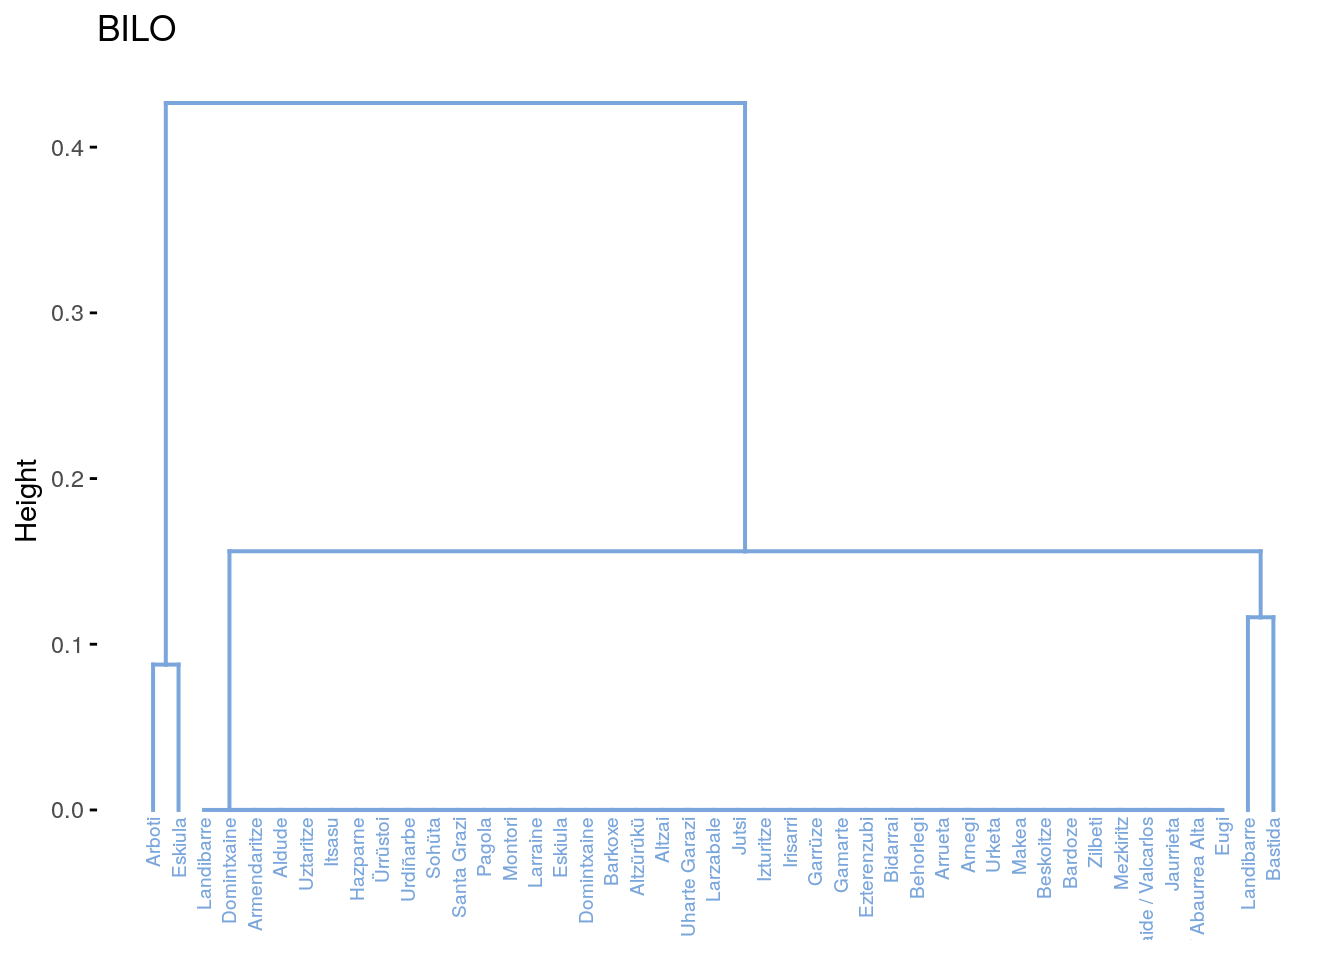 BILO
0.4
0.3
0.2
0.1
0.0
Height
Arboti
Eskiula
Landibarre
Domintxaine
Armendaritze
Aldude
Uztaritze
Itsasu
Hazparne
Ürrüstoi
Urdiñarbe
Sohüta
Santa Grazi
Pagola
Montori
Larraine
Eskiula
Domintxaine
Barkoxe
Altzürükü
Altzai
Uharte Garazi
Larzabale
Jutsi
Izturitze
Irisarri
Garrüze
Gamarte
Ezterenzubi
Bidarrai
Behorlegi
Arrueta
Arnegi
Urketa
Makea
Beskoitze
Bardoze
Zilbeti
Mezkiritz
aide / Valcarlos
Jaurrieta
Abaurrea Alta
Eugi
Landibarre
Bastida